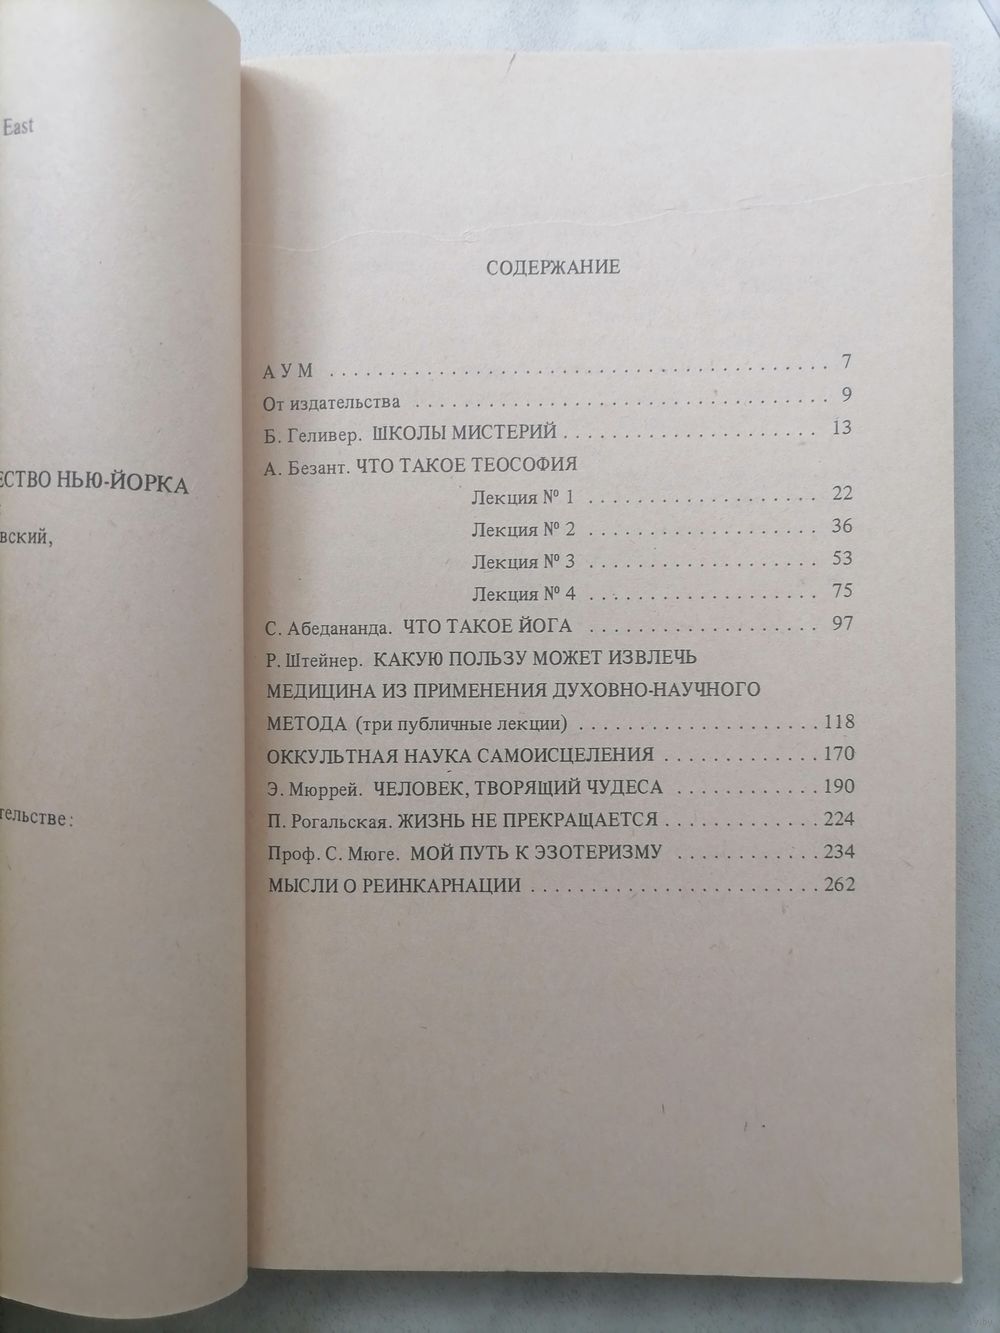 East
ЕСТВО НЬЮ-ЙОРКА
вский,
тельстве:
СОДЕРЖАНИЕ
А У М . . . . . . . . . . . . . . . . . . . . . . . . . . . . . . . . . . . . . . . . . 7
От издательства . . . . . . . . . . . . . . . . . . . . . . . . . . . . . . . . . . 9
Б. Геливер. ШКОЛЫ МИСТЕРИЙ . . . . . . . . . . . . . . . . . . . . . 13
А. Безант. ЧТО ТАКОЕ ТЕОСОФИЯ
Лекция № 1 . . . . . . . . . . . . . . . . . . . 22
Лекция № 2 . . . . . . . . . . . . . . . . . . . 36
Лекция № 3 . . . . . . . . . . . . . . . . . . . 53
Лекция № 4 . . . . . . . . . . . . . . . . . . . 75
С. Абедананда. ЧТО ТАКОЕ ЙОГА . . . . . . . . . . . . . . . . . . . 97
Р. Штейнер. КАКУЮ ПОЛЬЗУ МОЖЕТ ИЗВЛЕЧЬ
МЕДИЦИНА ИЗ ПРИМЕНЕНИЯ ДУХОВНО-НАУЧНОГО
МЕТОДА (три публичные лекции) . . . . . . . . . . . . . . . . . . . . 118
ОККУЛЬТНАЯ НАУКА САМОИСЦЕЛЕНИЯ . . . . . . . . . . . . . 170
Э. Мюррей. ЧЕЛОВЕК, ТВОРЯЩИЙ ЧУДЕСА . . . . . . . . . . . . 190
П. Рогальская. ЖИЗНЬ НЕ ПРЕКРАЩАЕТСЯ . . . . . . . . . . . . . 224
Проф. С. Мюге. МОЙ ПУТЬ К ЭЗОТЕРИЗМУ . . . . . . . . . . . . 234
МЫСЛИ О РЕИНКАРНАЦИИ . . . . . . . . . . . . . . . . . . . . . . . . 262